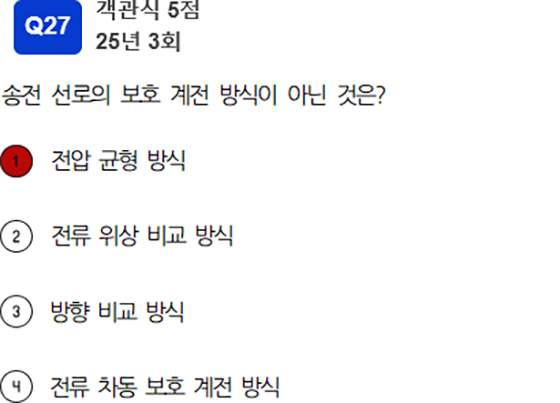 Q27
객관식 5점
25년 3회
송전 선로의 보호 계전 방식이 아닌 것은?
1 전압 균형 방식
2 전류 위상 비교 방식
3 방향 비교 방식
4 전류 차동 보호 계전 방식